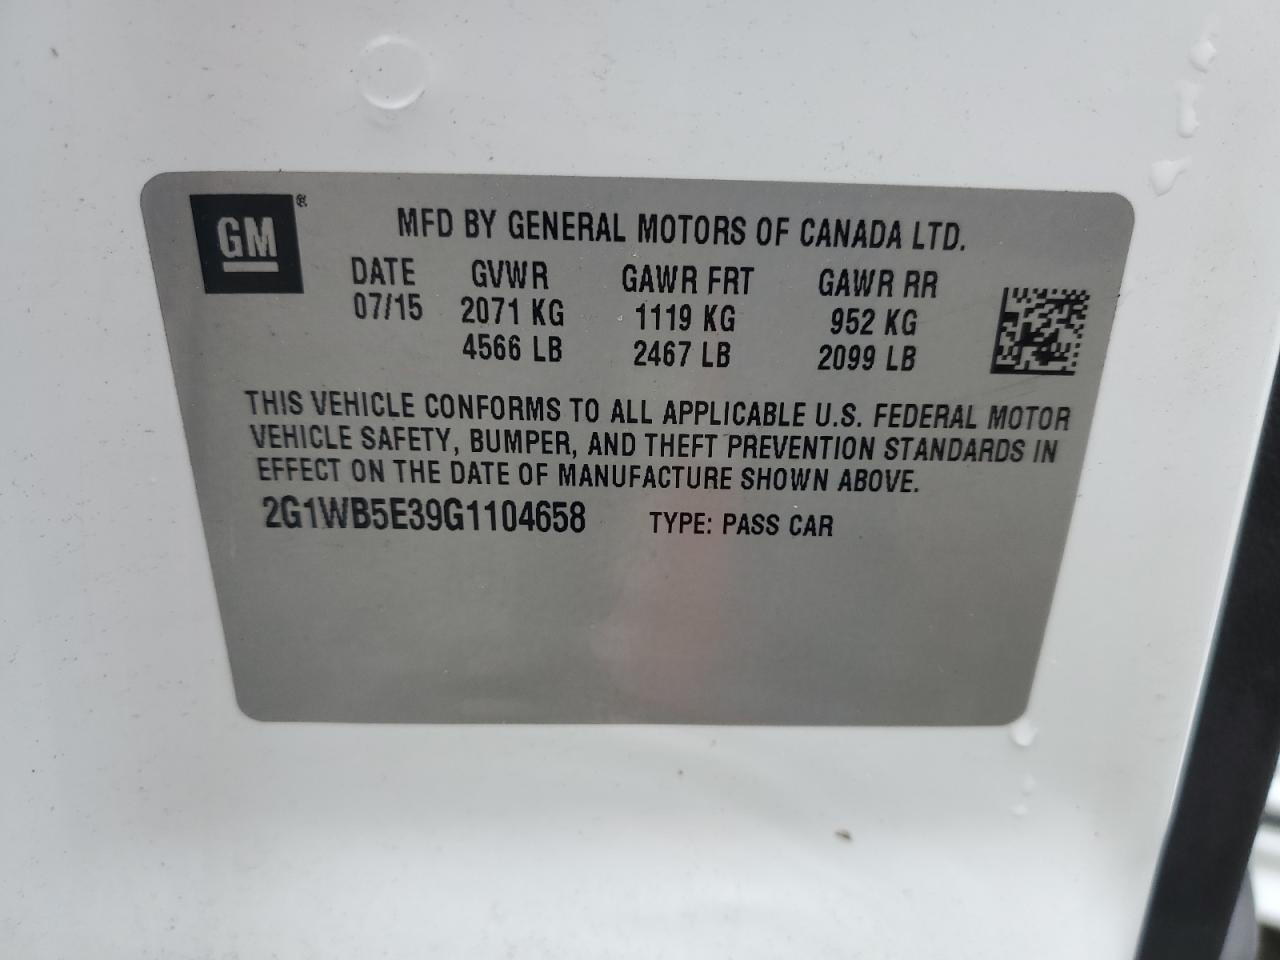 GM®
MFD BY GENERAL MOTORS OF CANADA LTD.
DATE GVWR GAWR FRT GAWR RR
07/15 2071 KG 1119 KG 952 KG
4566 LB 2467 LB 2099 LB
THIS VEHICLE CONFORMS TO ALL APPLICABLE U.S. FEDERAL MOTOR
VEHICLE SAFETY, BUMPER, AND THEFT PREVENTION STANDARDS IN
EFFECT ON THE DATE OF MANUFACTURE SHOWN ABOVE.
2G1WB5E39G1104658 TYPE: PASS CAR